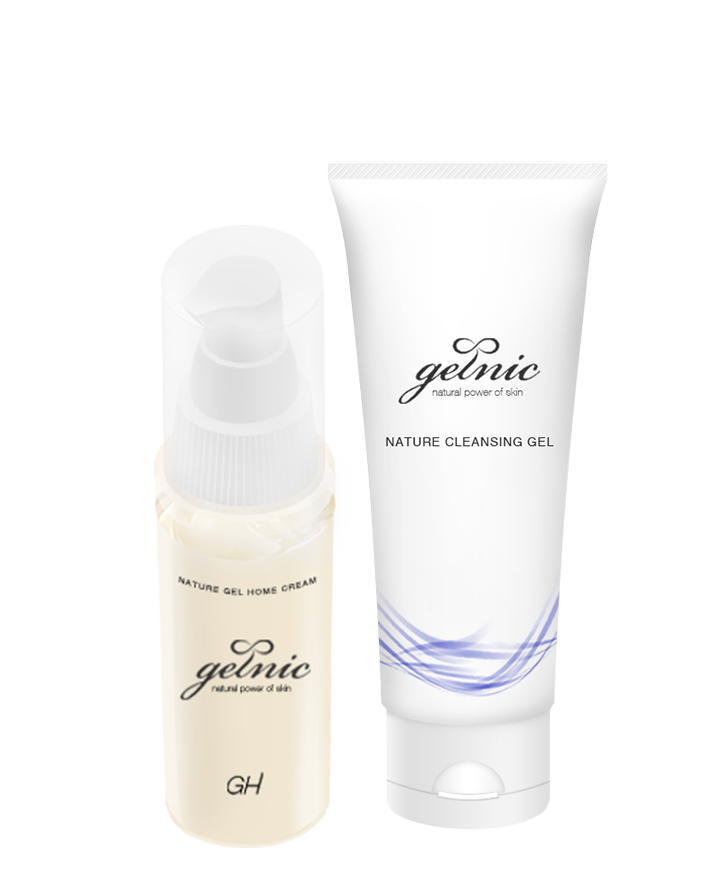 NATURE GEL HOME CREAM
gelnic
natural power of skin
GH
gelnic
natural power of skin
NATURE CLEANSING GEL